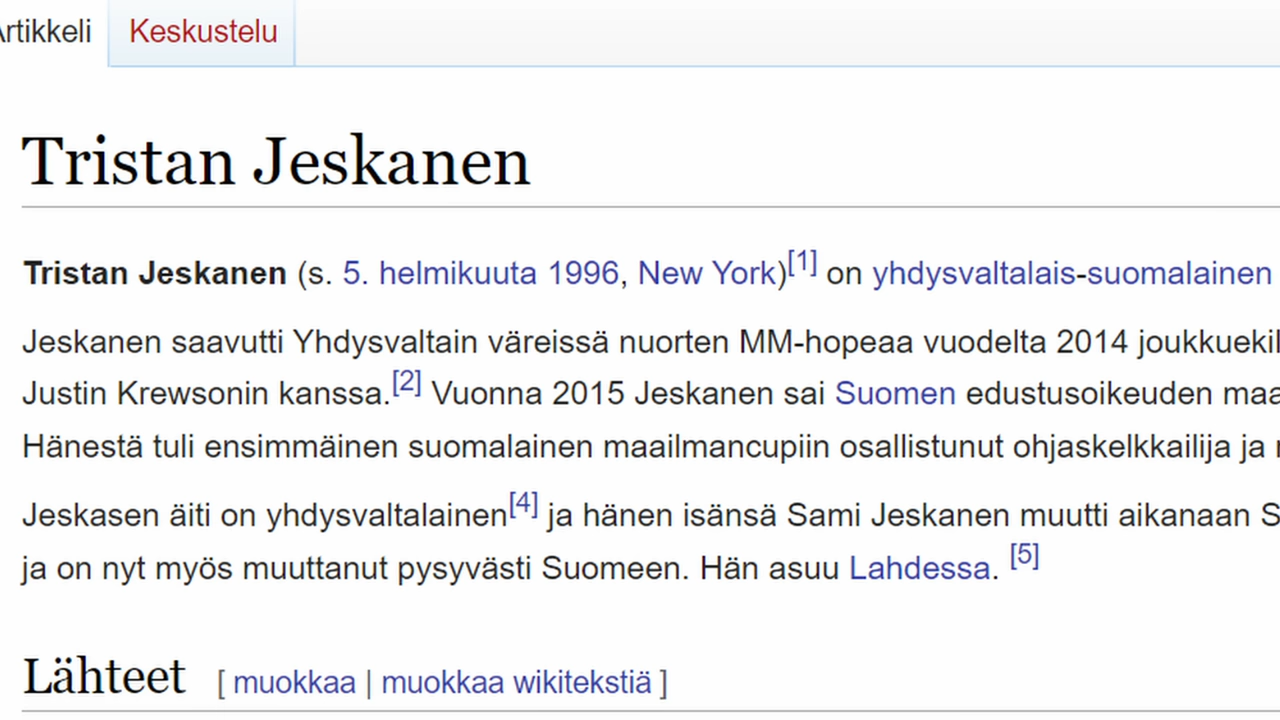 Artikkeli Keskustelu
Tristan Jeskanen
Tristan Jeskanen (s. 5. helmikuuta 1996, New York)[1] on yhdysvaltalais-suomalainen
Jeskanen saavutti Yhdysvaltain väreissä nuorten MM-hopeaa vuodelta 2014
Justin Krewsonin kanssa.[2] Vuonna 2015 Jeskanen sai Suomen edustusoikeuden
Hänestä tuli ensimmäinen suomalainen maailmancupiin osallistunut ohjaskelkkailija ja
Jeskasen äiti on yhdysvaltalainen[4] ja hänen isänsä Sami Jeskanen muutti aikanaan
ja on nyt myös muuttanut pysyvästi Suomeen. Hän asuu Lahdessa. [5]
Lähteet [ muokkaa | muokkaa wikitekstiä ]